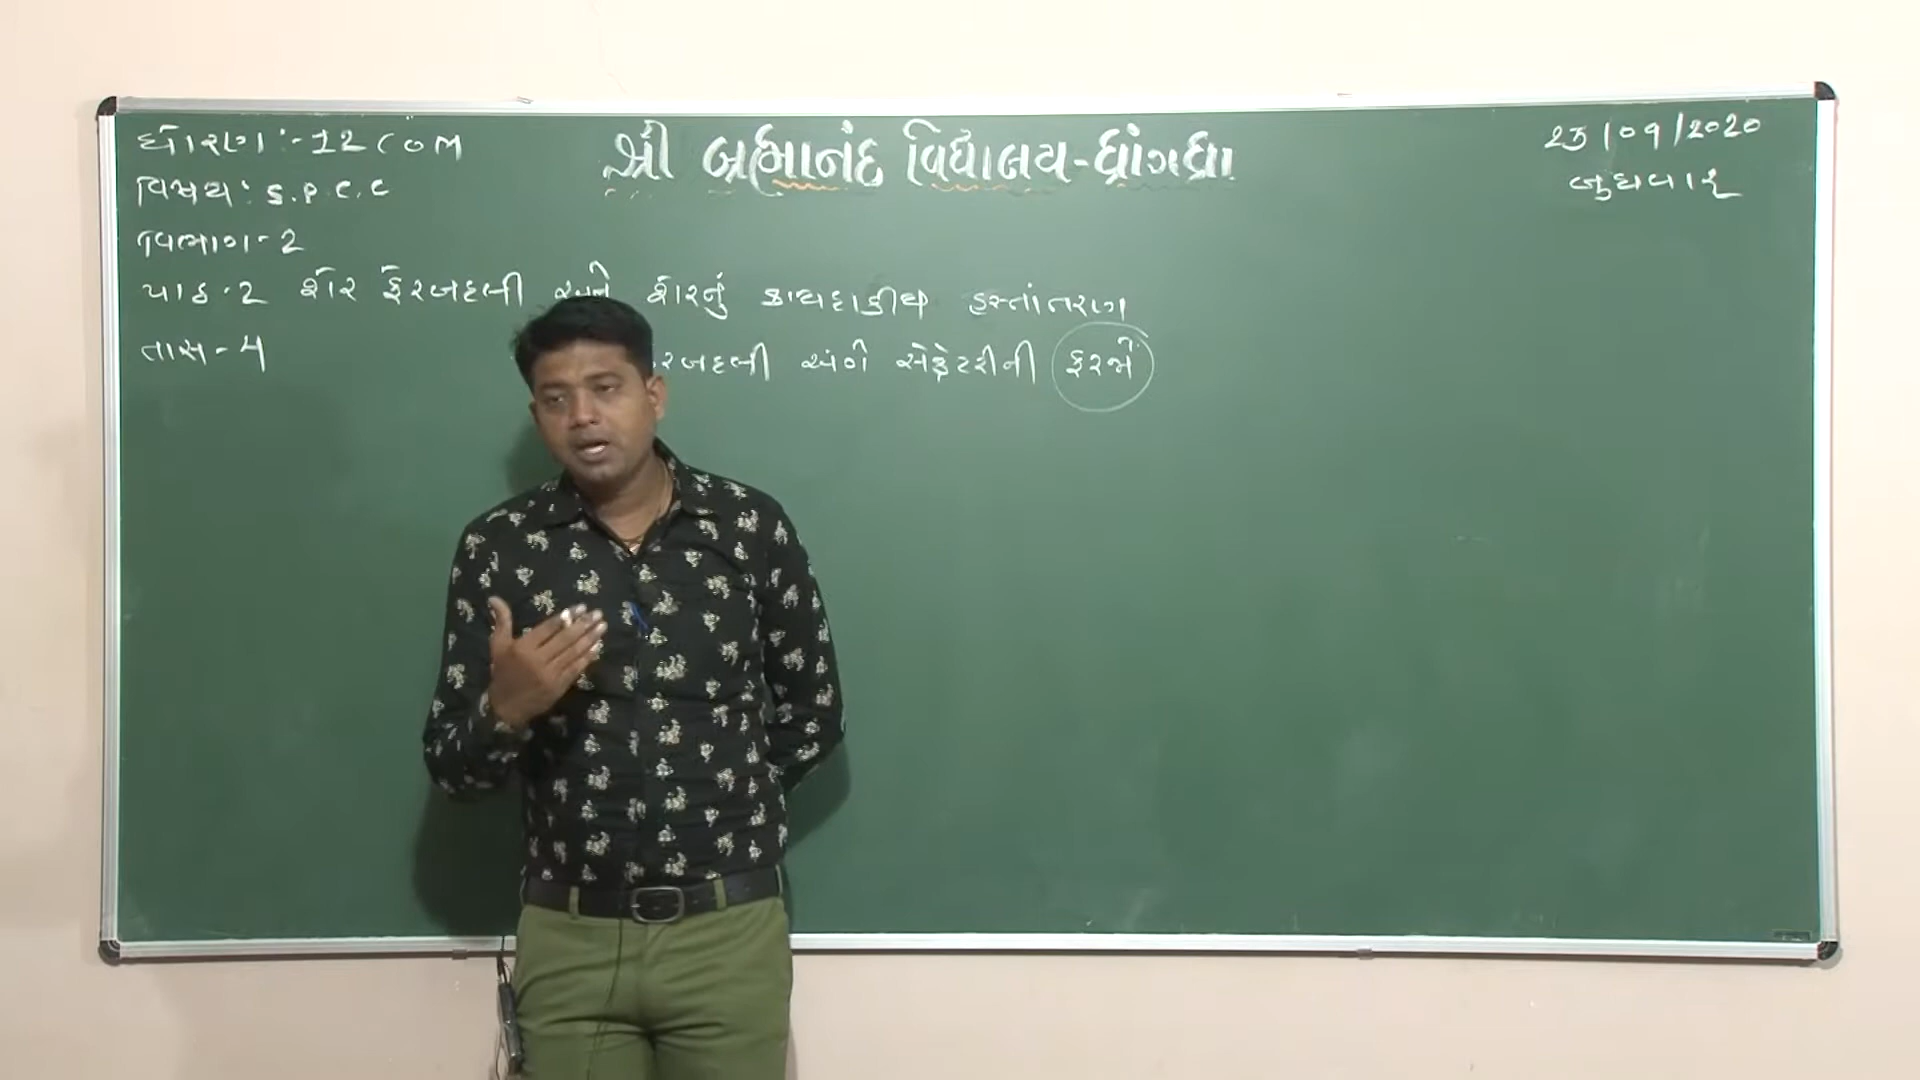 ધોરણ :- 12 COM
શ્રી બ્રહ્માનંદ વિદ્યાલય - ધ્રાંગધ્રા
23/09/2020
વિષય : S.P.C.C
બુધવાર
વિભાગ - 2
પાઠ - 2 શૅર ફેરબદલી અને શૅરનું કાયદાકીય હસ્તાંતરણ
તાસ - 4
રબદલી અંગે સેક્રેટરીની ફરજો